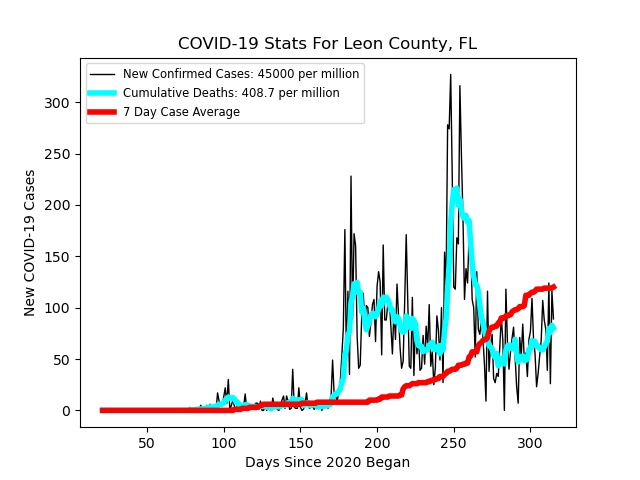 COVID-19 Stats For Leon County, FL
New Confirmed Cases: 45000 per million
Cumulative Deaths: 408.7 per million
7 Day Case Average
New COVID-19 Cases
300
250
200
150
100
50
0
50 100 150 200 250 300
Days Since 2020 Began